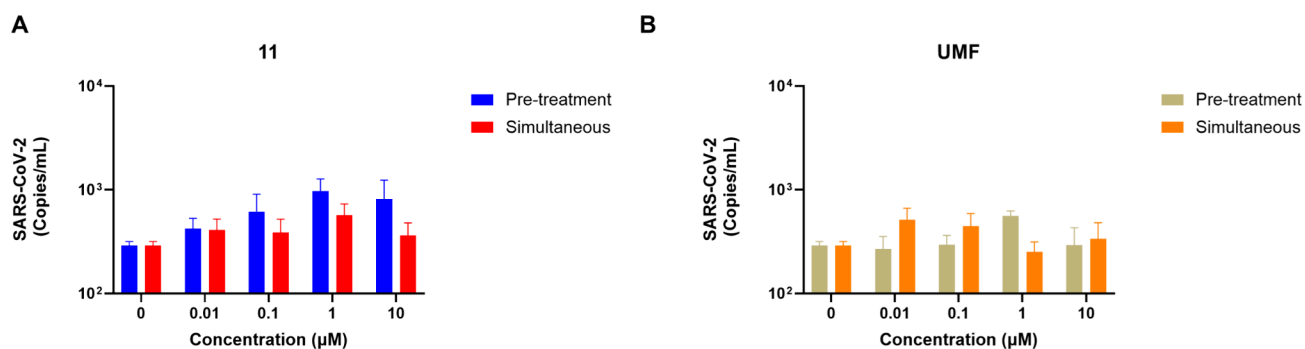 A
11
10⁴
10³
10²
SARS-CoV-2
(Copies/mL)
0 0.01 0.1 1 10
Concentration (µM)
Pre-treatment
Simultaneous
B
UMF
10⁴
10³
10²
SARS-CoV-2
(Copies/mL)
0 0.01 0.1 1 10
Concentration (µM)
Pre-treatment
Simultaneous